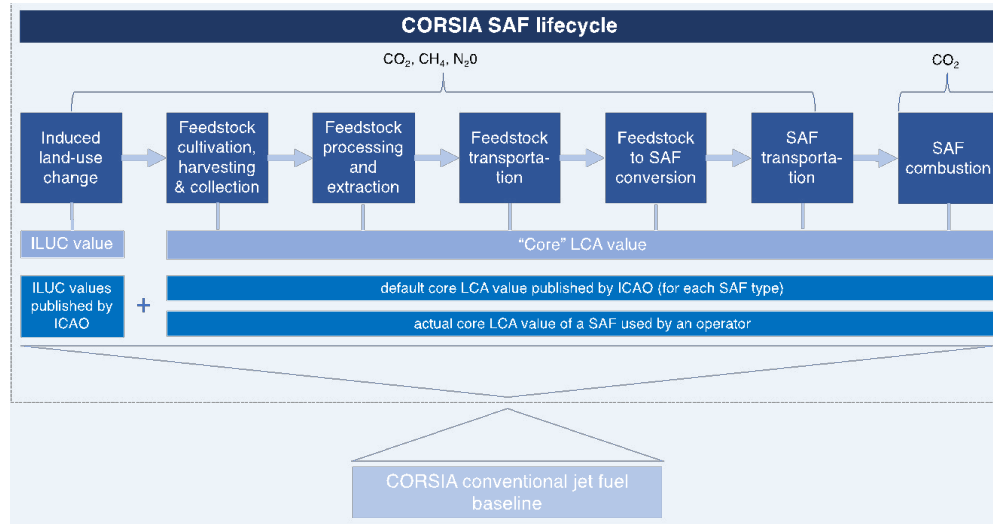 CORSIA SAF lifecycle
CO₂, CH₄, N₂0
CO₂
Induced
land-use
change
Feedstock
cultivation,
harvesting
& collection
Feedstock
processing
and
extraction
Feedstock
transporta-
tion
Feedstock
to SAF
conversion
SAF
transporta-
tion
SAF
combustion
ILUC value
“Core” LCA value
ILUC values
published by
ICAO
+
default core LCA value published by ICAO (for each SAF type)
actual core LCA value of a SAF used by an operator
CORSIA conventional jet fuel
baseline